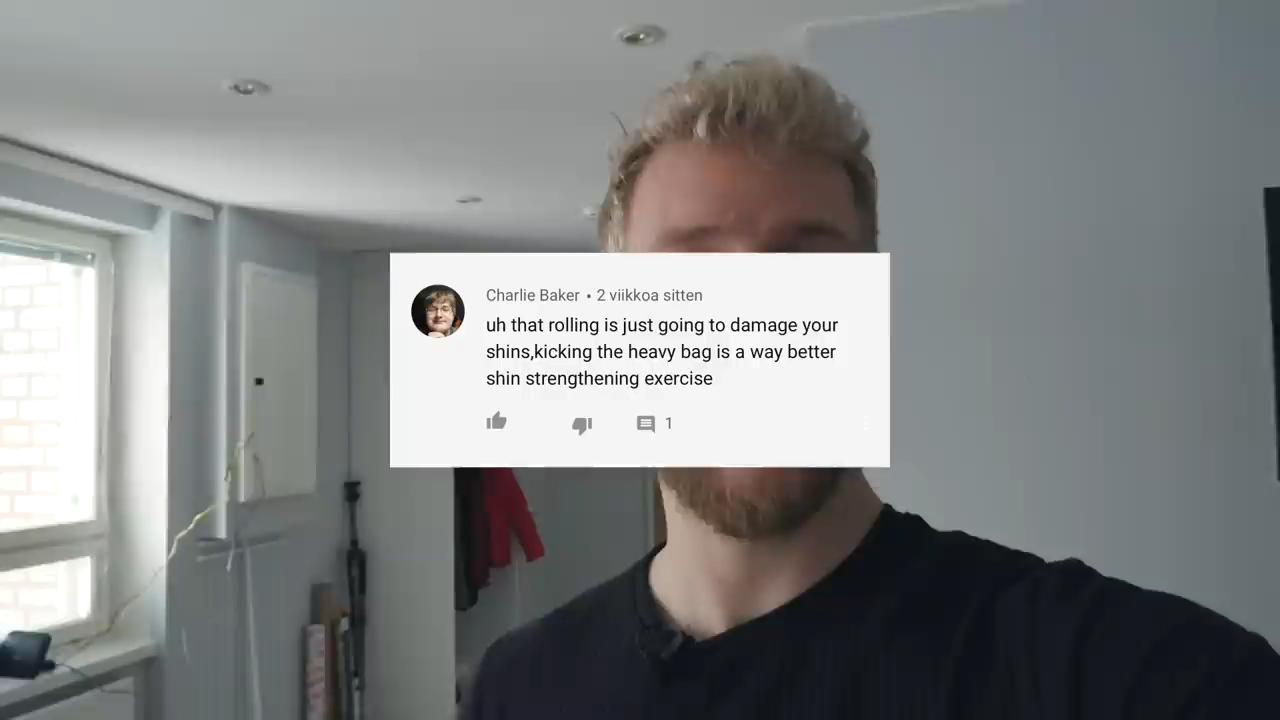 Charlie Baker • 2 viikkoa sitten
uh that rolling is just going to damage your
shins,kicking the heavy bag is a way better
shin strengthening exercise
1